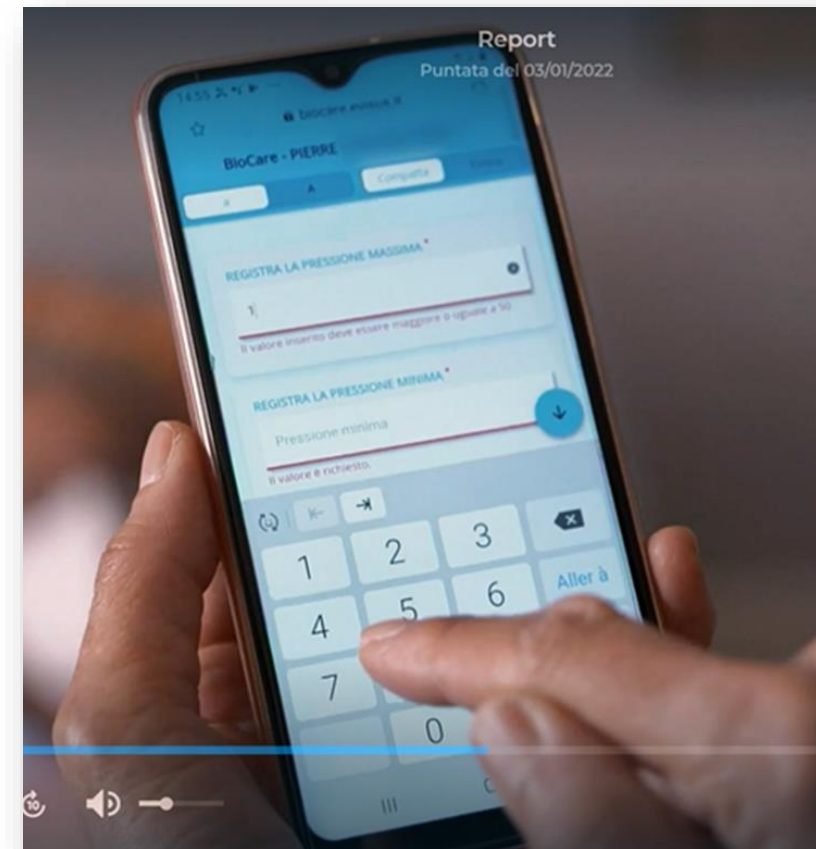 Report
Puntata del 03/01/2022
14:55
biocare.evisus.it
BioCare - PIERRE
A
A
Compatta
REGISTRA LA PRESSIONE MASSIMA *
1
Il valore inserito deve essere maggiore o uguale a 50
REGISTRA LA PRESSIONE MINIMA *
Pressione minima
Il valore è richiesto.
1
2
3
4
5
6
Aller à
7
0
10